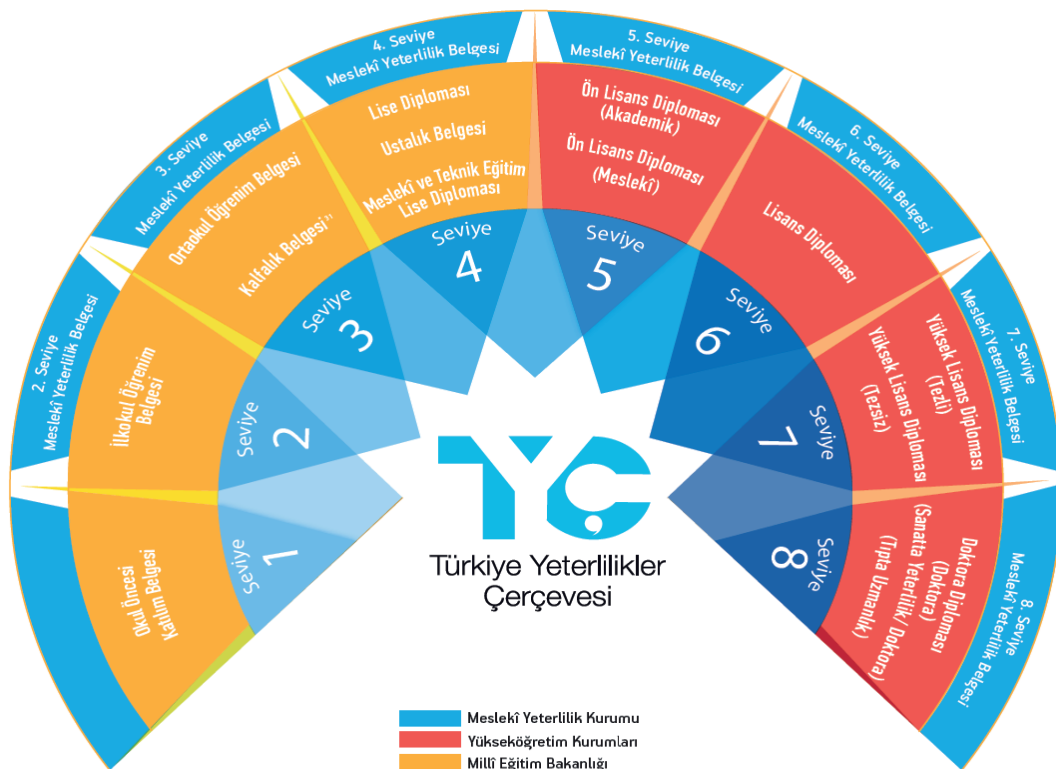 Okul Öncesi
Katılım Belgesi
Seviye
1
2. Seviye
Meslekî Yeterlilik Belgesi
İlkokul Öğrenim
Belgesi
Seviye
2
3. Seviye
Meslekî Yeterlilik Belgesi
Ortaokul Öğrenim Belgesi
Kalfalık Belgesi
Seviye
3
4. Seviye
Meslekî Yeterlilik Belgesi
Lise Diploması
Ustalık Belgesi
Meslekî ve Teknik Eğitim
Lise Diploması
Seviye
4
5. Seviye
Meslekî Yeterlilik Belgesi
Ön Lisans Diploması
(Akademik)
Ön Lisans Diploması
(Meslekî)
Seviye
5
6. Seviye
Meslekî Yeterlilik Belgesi
Lisans Diploması
Seviye
6
7. Seviye
Meslekî Yeterlilik Belgesi
Yüksek Lisans Diploması
(Tezli)
Yüksek Lisans Diploması
(Tezsiz)
Seviye
7
8. Seviye
Meslekî Yeterlilik Belgesi
Doktora Diploması
(Doktora)
(Sanatta Yeterlilik/ Doktora)
(Tıpta Uzmanlık)
Seviye
8
TYÇ
Türkiye Yeterlilikler
Çerçevesi
Meslekî Yeterlilik Kurumu
Yükseköğretim Kurumları
Millî Eğitim Bakanlığı